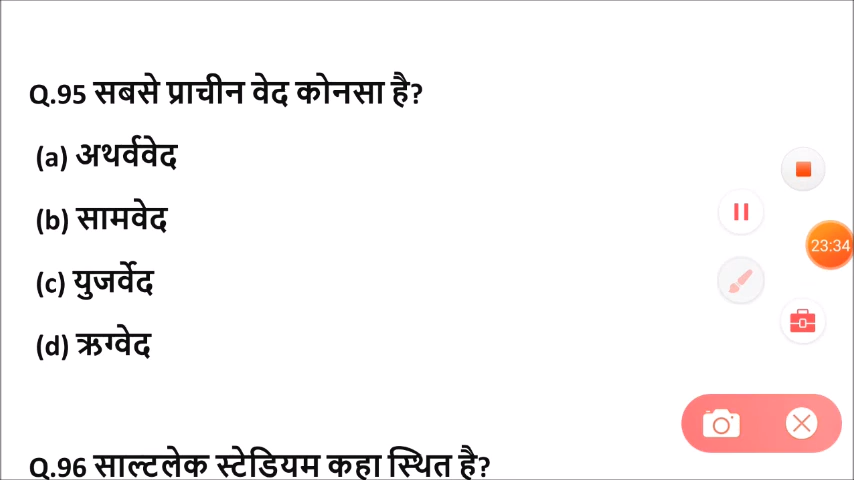 Q.95 सबसे प्राचीन वेद कोनसा है?
(a) अथर्ववेद
(b) सामवेद
(c) युजर्वेद
(d) ऋग्वेद
23:34
Q.96 साल्टलेक स्टेडियम कहा स्थित है?